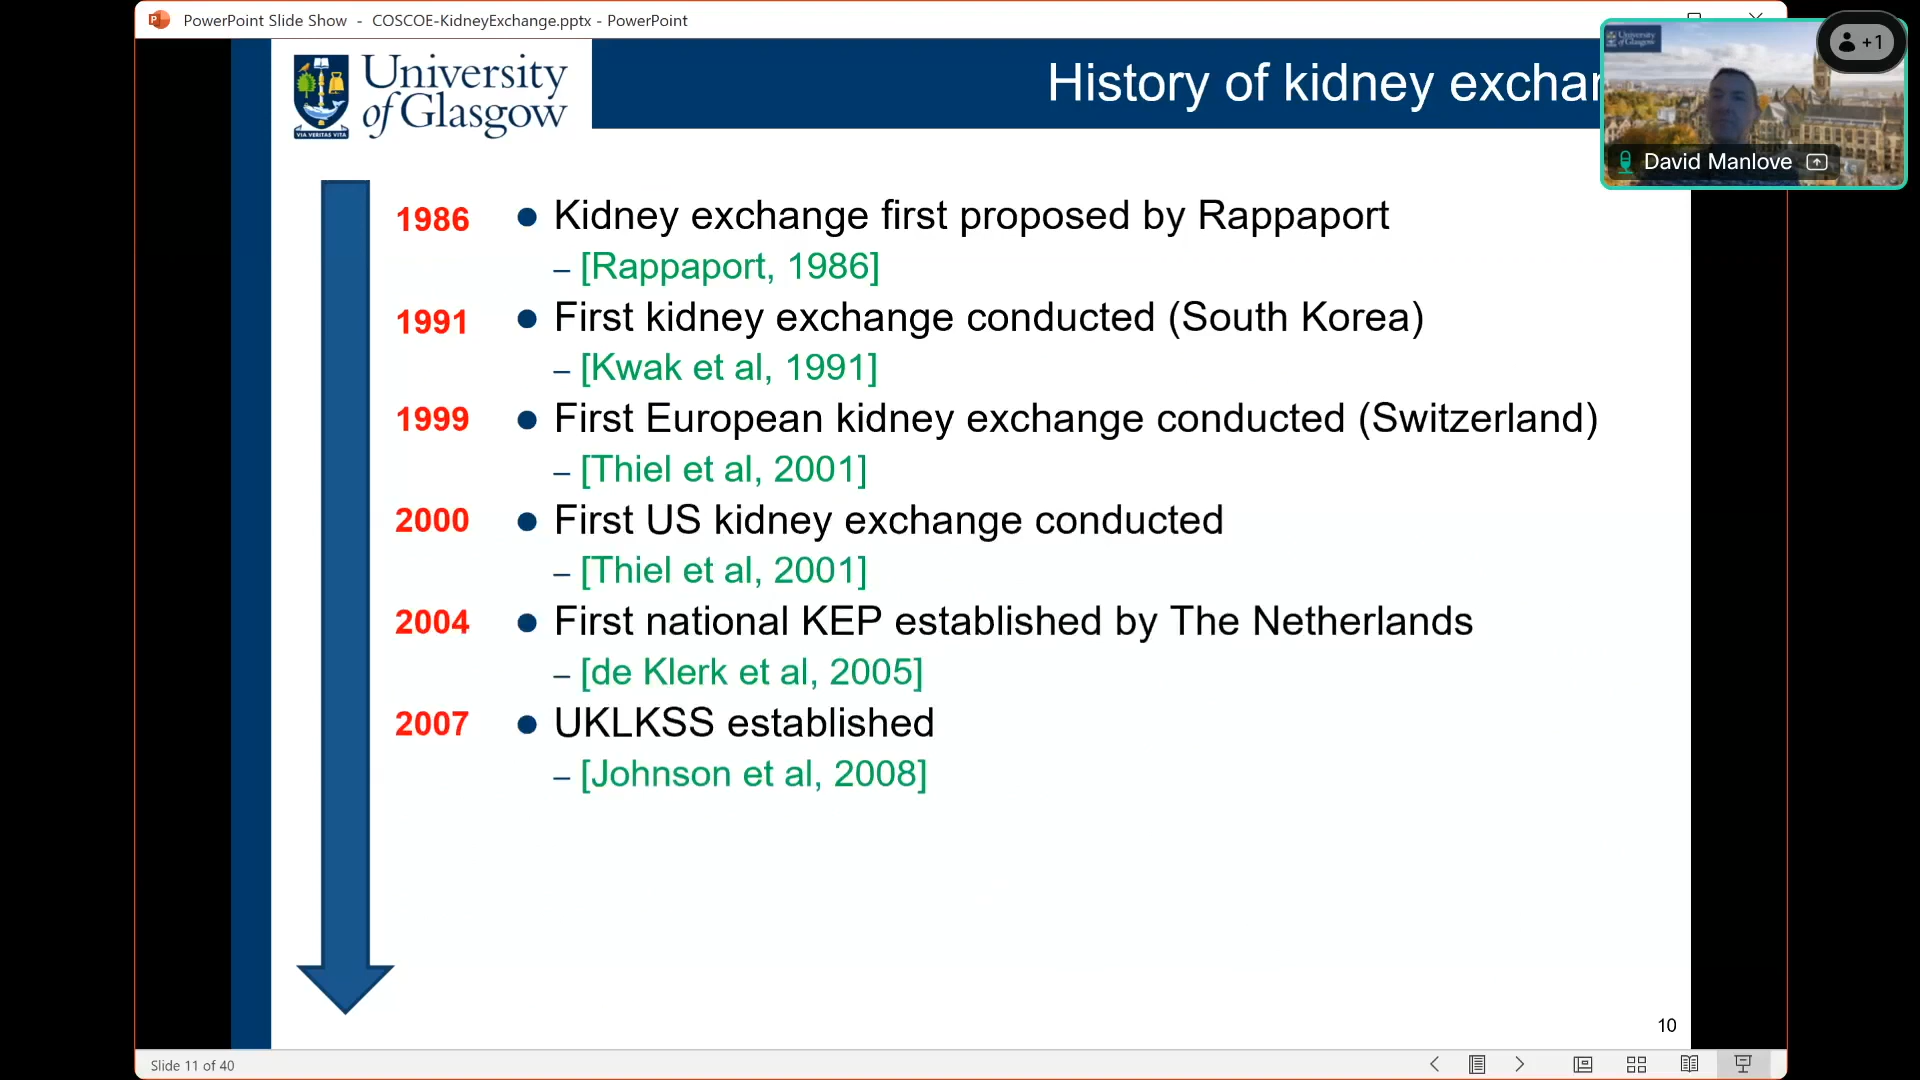 PowerPoint Slide Show - COSCOE-KidneyExchange.pptx - PowerPoint
University
of Glasgow
VIA VERITAS VITA
History of kidney exchan
University
of Glasgow
+1
David Manlove
1986 • Kidney exchange first proposed by Rappaport
– [Rappaport, 1986]
1991 • First kidney exchange conducted (South Korea)
– [Kwak et al, 1991]
1999 • First European kidney exchange conducted (Switzerland)
– [Thiel et al, 2001]
2000 • First US kidney exchange conducted
– [Thiel et al, 2001]
2004 • First national KEP established by The Netherlands
– [de Klerk et al, 2005]
2007 • UKLKSS established
– [Johnson et al, 2008]
10
Slide 11 of 40